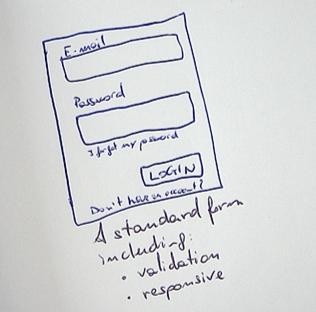 E-mail
Password
I forgot my password
LOGIN
Don't have an account?
A standard form
including:
• validation
• responsive